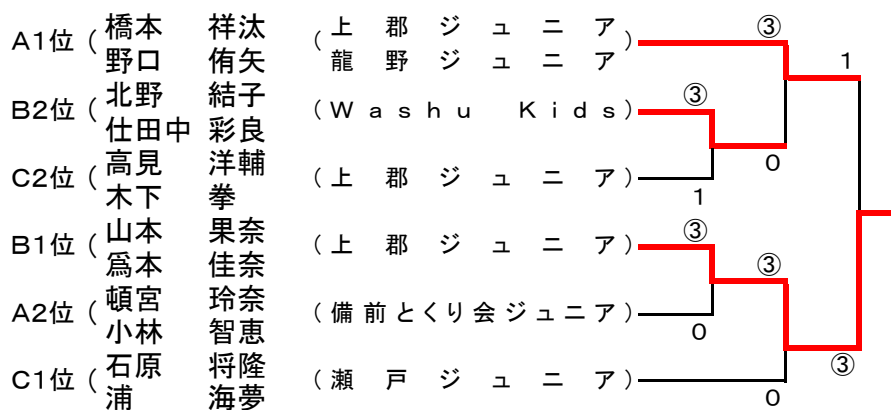 A1位 ( 橋本 祥汰 ( 上郡ジュニア ) ③
野口 侑矢 龍野ジュニア 1
B2位 ( 北野 結子 ( Washu Kids ) ③
仕田中 彩良
0
C2位 ( 高見 洋輔 ( 上郡ジュニア )
木下 拳 1
B1位 ( 山本 果奈 ( 上郡ジュニア ) ③
爲本 佳奈 ③
A2位 ( 頓宮 玲奈 ( 備前とくり会ジュニア )
小林 智恵 0
C1位 ( 石原 将隆 ( 瀬戸ジュニア ) ③
浦 海夢 0